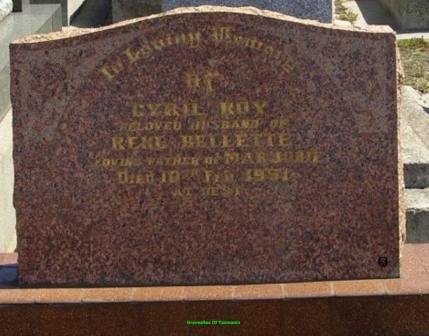 In Loving Memory
OF
CYRIL ROY
BELOVED HUSBAND OF
RENE BELLETTE
LOVING FATHER OF MARJORIE
DIED 10TH FEB 1951
AT REST
Gravesites Of Tasmania